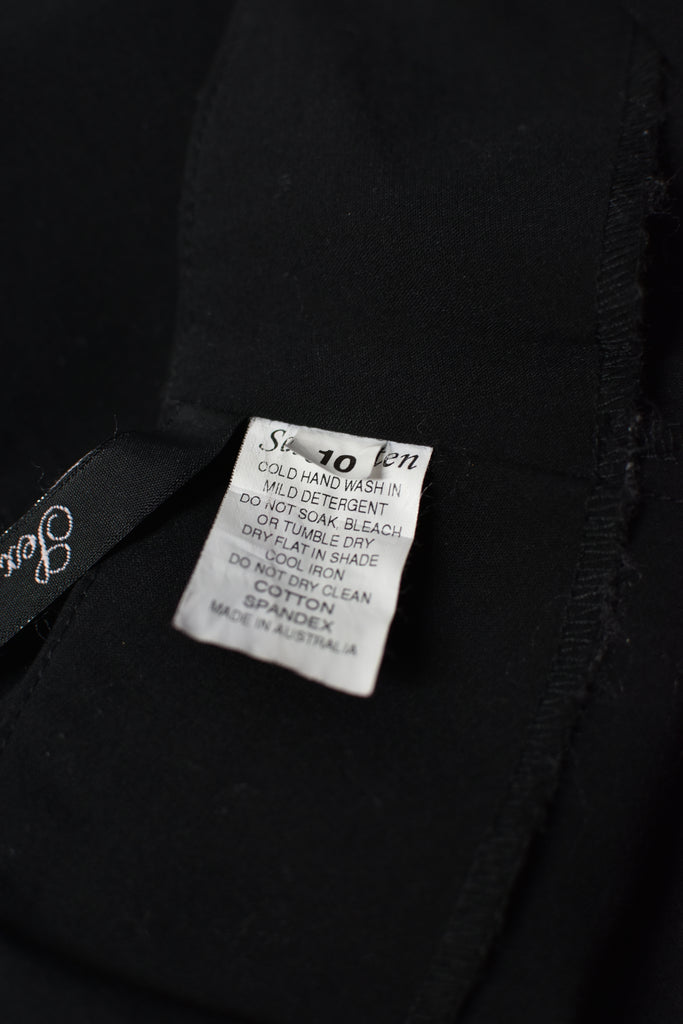 10
COLD HAND WASH IN
MILD DETERGENT
DO NOT SOAK, BLEACH
OR TUMBLE DRY
DRY FLAT IN SHADE
COOL IRON
DO NOT DRY CLEAN
COTTON
SPANDEX
MADE IN AUSTRALIA